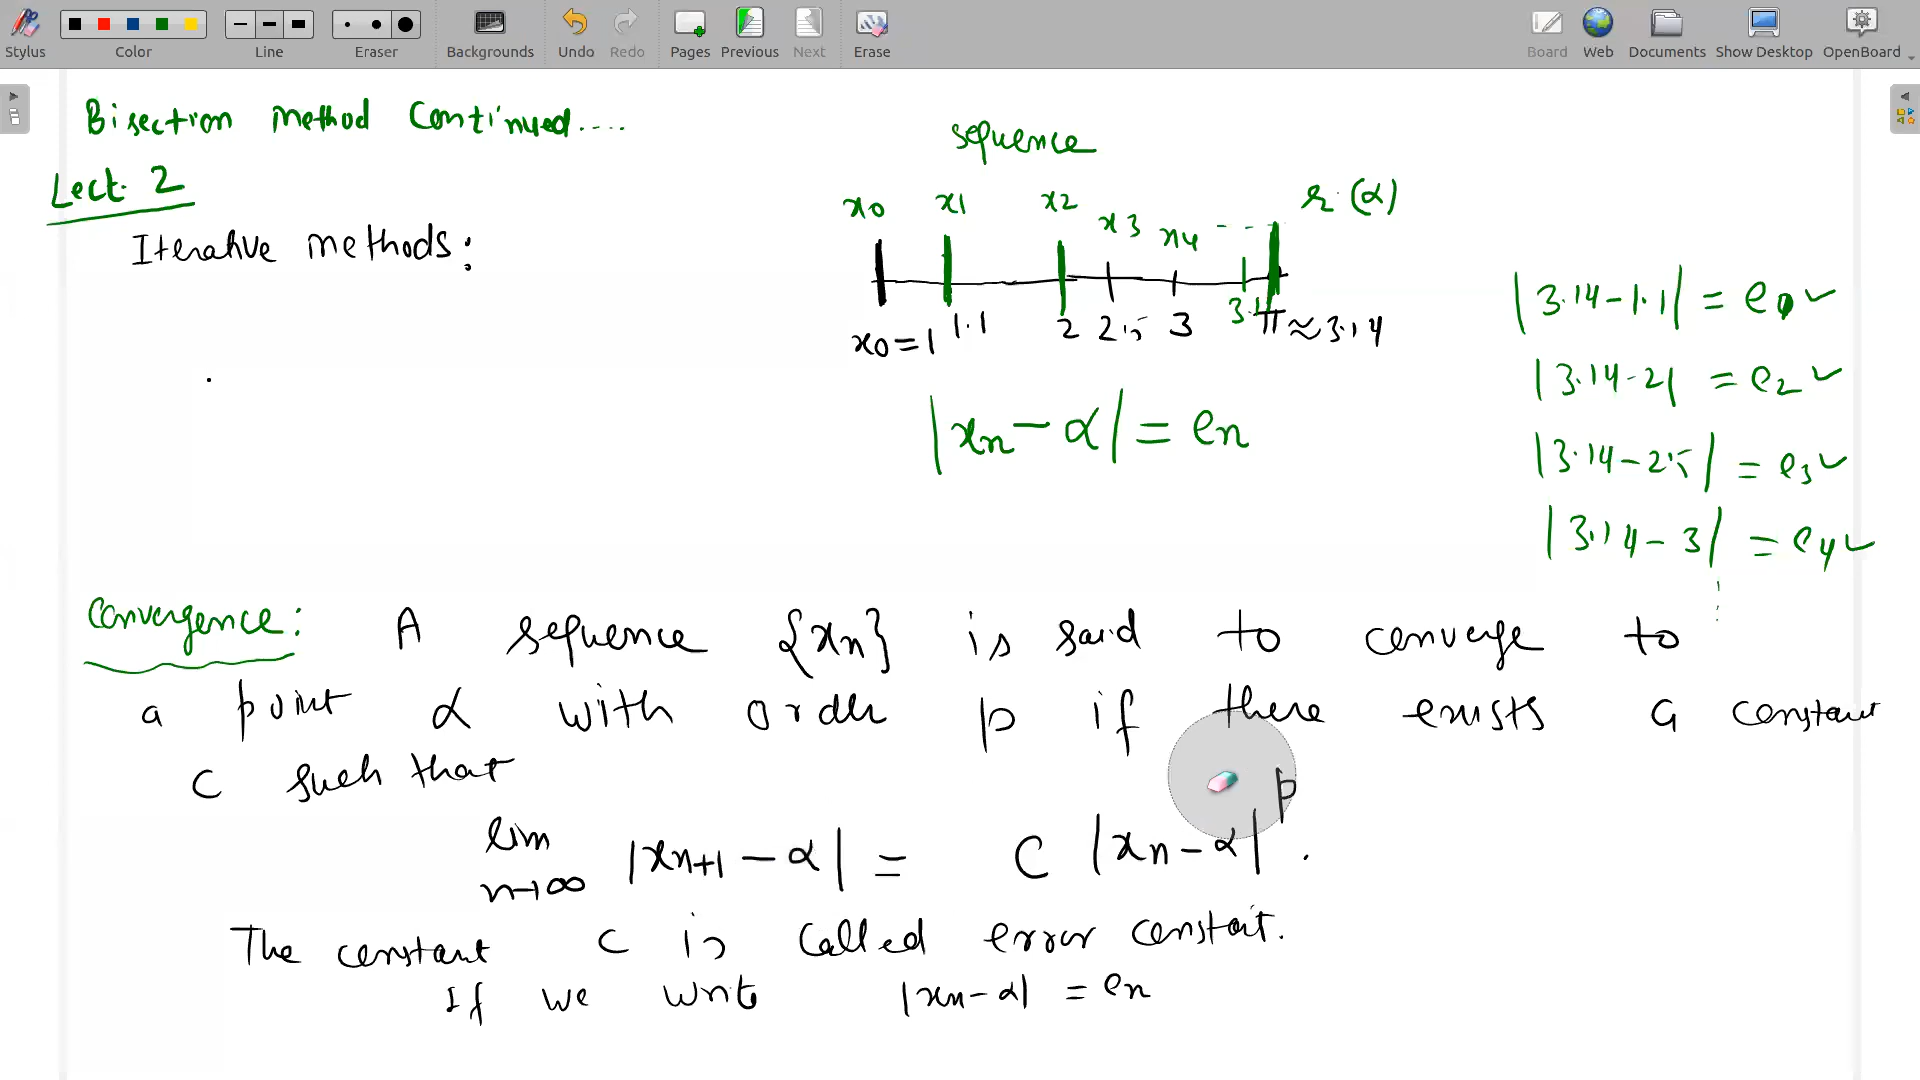 Stylus Color Line Eraser Backgrounds Undo Redo Pages Previous Next Erase Board Web Documents Show Desktop OpenBoard
Bisection method Continued....
Lect. 2
Iterative methods:
sequence
x0 x1 x2 x3 x4 --- r (α)
x0=1 1.1 2 2.5 3 3.1 π≈3.14
|xn-α| = en
|3.14-1.1| = e1✓
|3.14-2| = e2✓
|3.14-2.5| = e3✓
|3.14-3| = e4✓
Convergence: A sequence {xn} is said to converge to
a point α with order p if there exists a constant
C such that
lim n→∞ |xn+1-α| = C |xn-α|^p.
The constant C is called error constant.
If we write |xn-α| = en